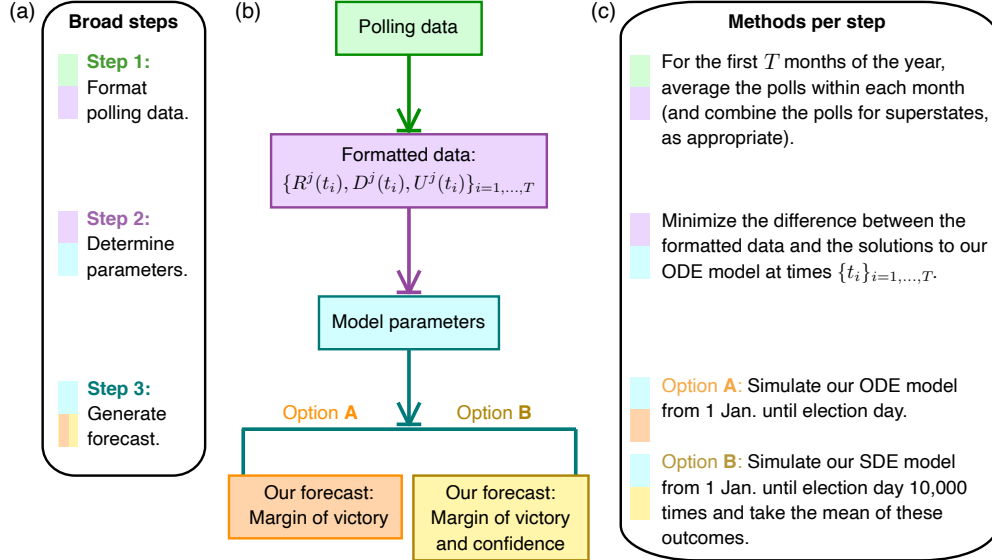 (a)
Broad steps
Step 1:
Format
polling data.
Step 2:
Determine
parameters.
Step 3:
Generate
forecast.
(b)
Polling data
Formatted data:
{R^j(t_i), D^j(t_i), U^j(t_i)}_{i=1,...,T}
Model parameters
Option A
Option B
Our forecast:
Margin of victory
Our forecast:
Margin of victory
and confidence
(c)
Methods per step
For the first T months of the year,
average the polls within each month
(and combine the polls for superstates,
as appropriate).
Minimize the difference between the
formatted data and the solutions to our
ODE model at times {t_i}_{i=1,...,T}.
Option A: Simulate our ODE model
from 1 Jan. until election day.
Option B: Simulate our SDE model
from 1 Jan. until election day 10,000
times and take the mean of these
outcomes.